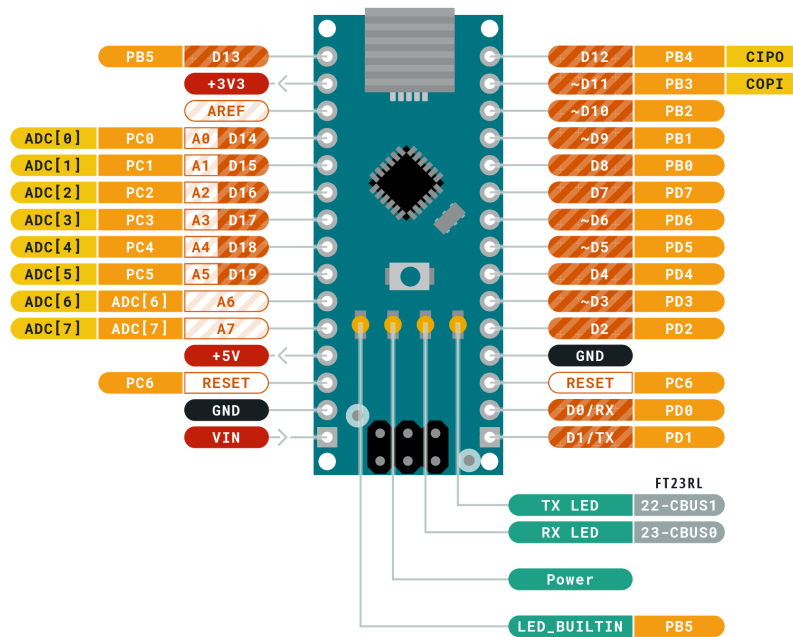 PB5 D13 D12 PB4 CIPO
+3V3 ~D11 PB3 COPI
AREF ~D10 PB2
ADC[0] PC0 A0 D14 ~D9 PB1
ADC[1] PC1 A1 D15 D8 PB0
ADC[2] PC2 A2 D16 D7 PD7
ADC[3] PC3 A3 D17 ~D6 PD6
ADC[4] PC4 A4 D18 ~D5 PD5
ADC[5] PC5 A5 D19 D4 PD4
ADC[6] ADC[6] A6 ~D3 PD3
ADC[7] ADC[7] A7 D2 PD2
+5V GND
PC6 RESET RESET PC6
GND D0/RX PD0
VIN D1/TX PD1
FT23RL
TX LED 22-CBUS1
RX LED 23-CBUS0
Power
LED_BUILTIN PB5